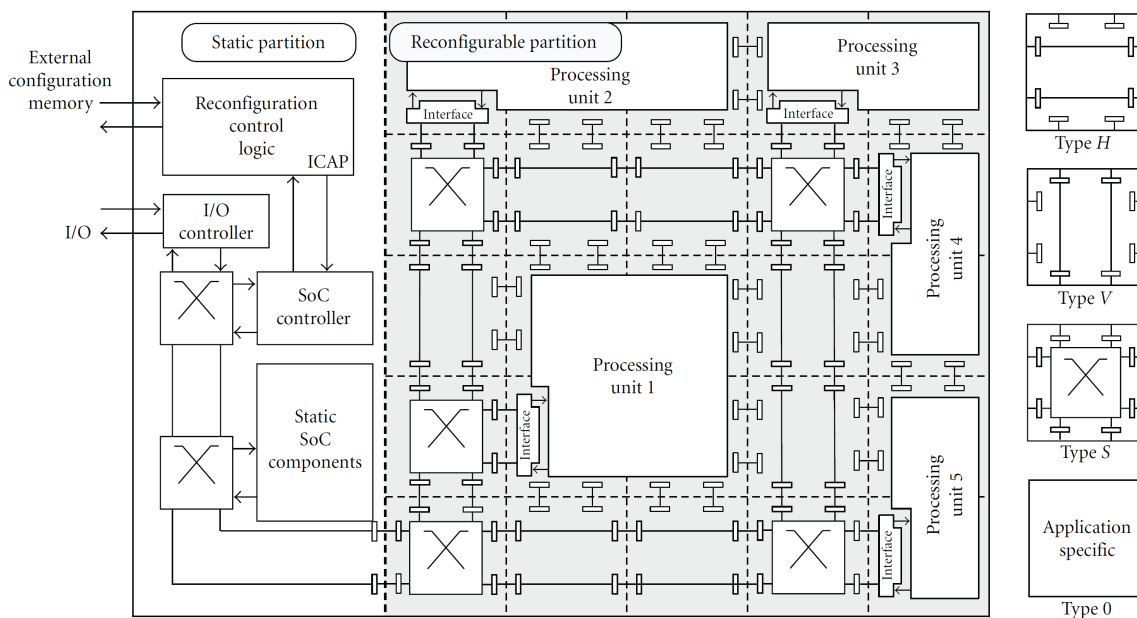 Static partition
Reconfigurable partition
External
configuration
memory
Reconfiguration
control
logic
ICAP
I/O
I/O
controller
SoC
controller
Static
SoC
components
Processing
unit 2
Interface
Processing
unit 3
Interface
Interface
Processing
unit 4
Processing
unit 1
Interface
Interface
Processing
unit 5
Type H
Type V
Type S
Application
specific
Type 0